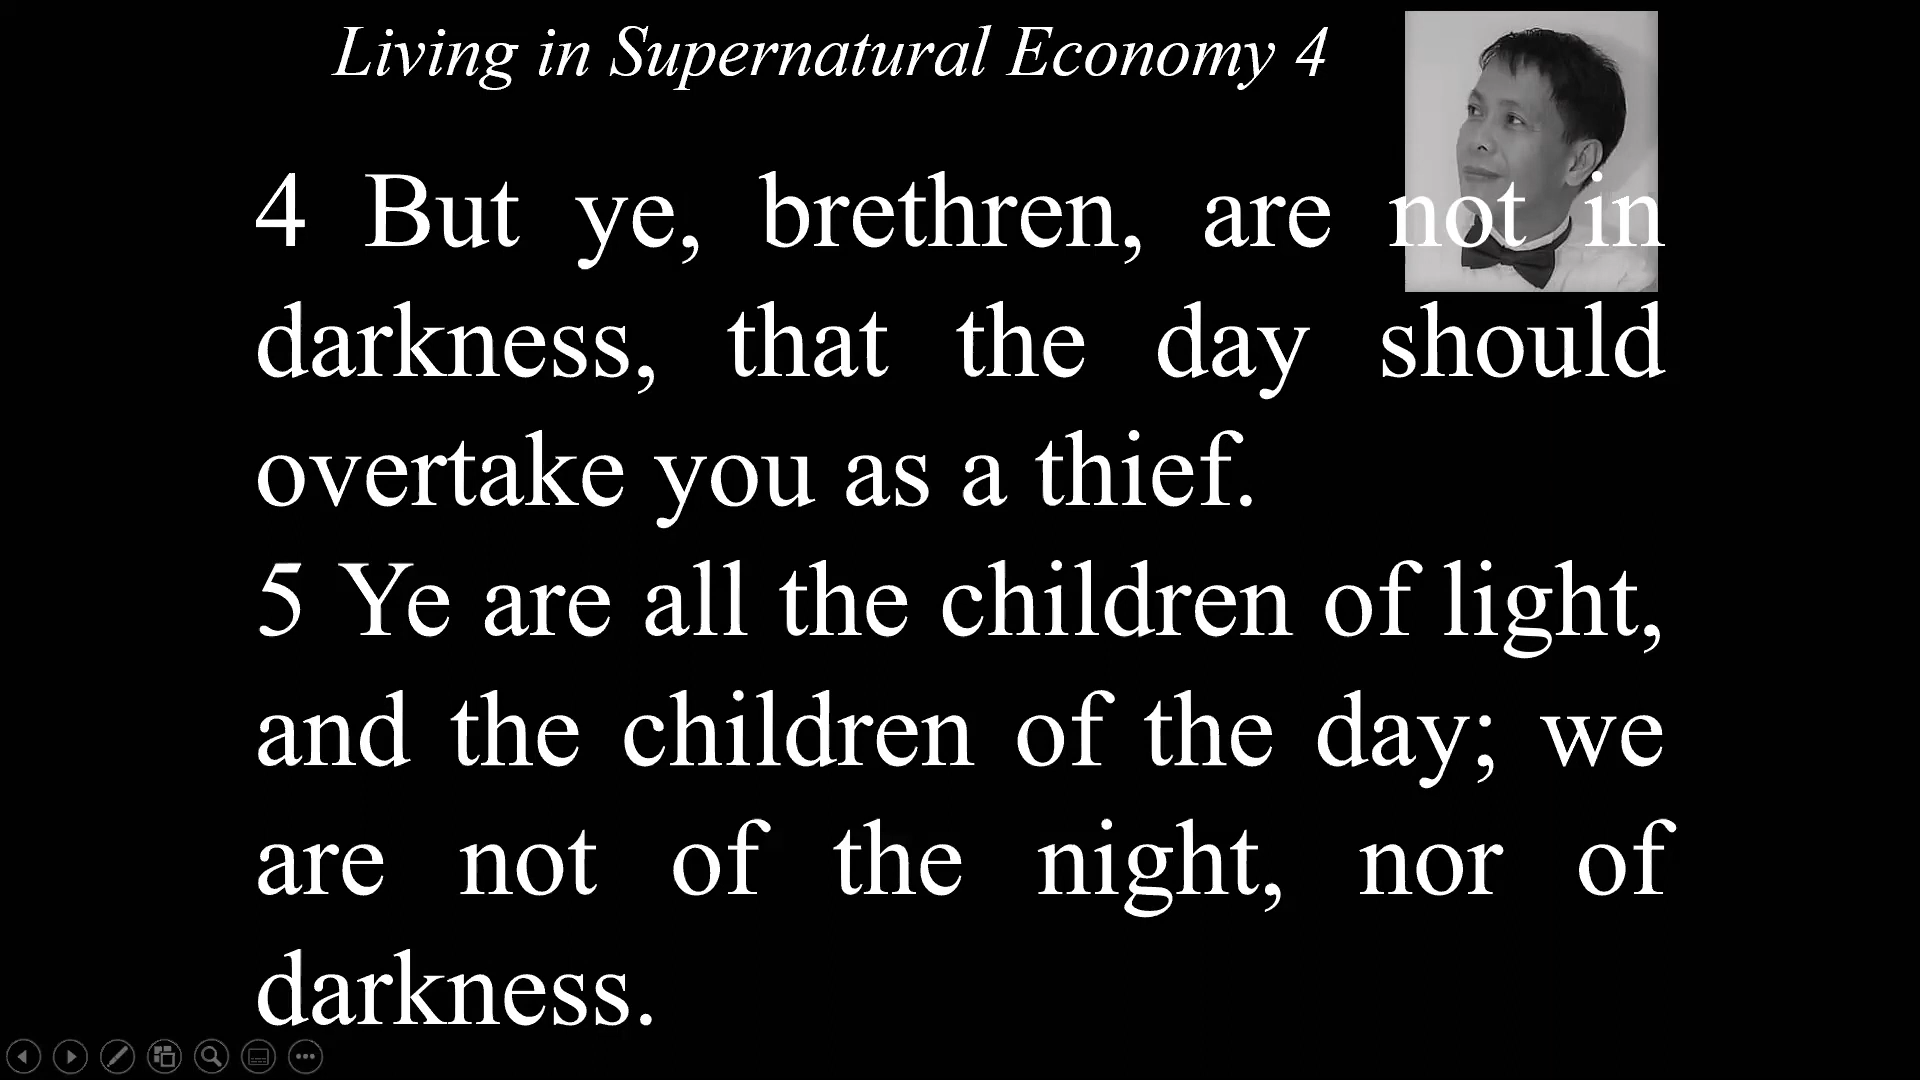 Living in Supernatural Economy 4
4 But ye, brethren, are not in
darkness, that the day should
overtake you as a thief.
5 Ye are all the children of light,
and the children of the day; we
are not of the night, nor of
darkness.